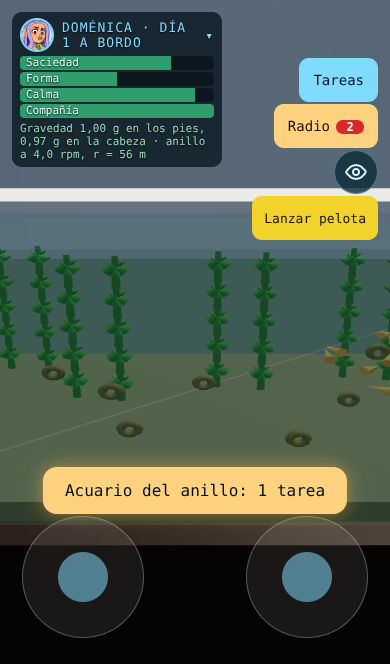 DOMÉNICA · DÍA
1 A BORDO
▾
Saciedad
Forma
Calma
Compañía
Gravedad 1,00 g en los pies,
0,97 g en la cabeza · anillo
a 4,0 rpm, r = 56 m
Tareas
Radio 2
Lanzar pelota
Acuario del anillo: 1 tarea